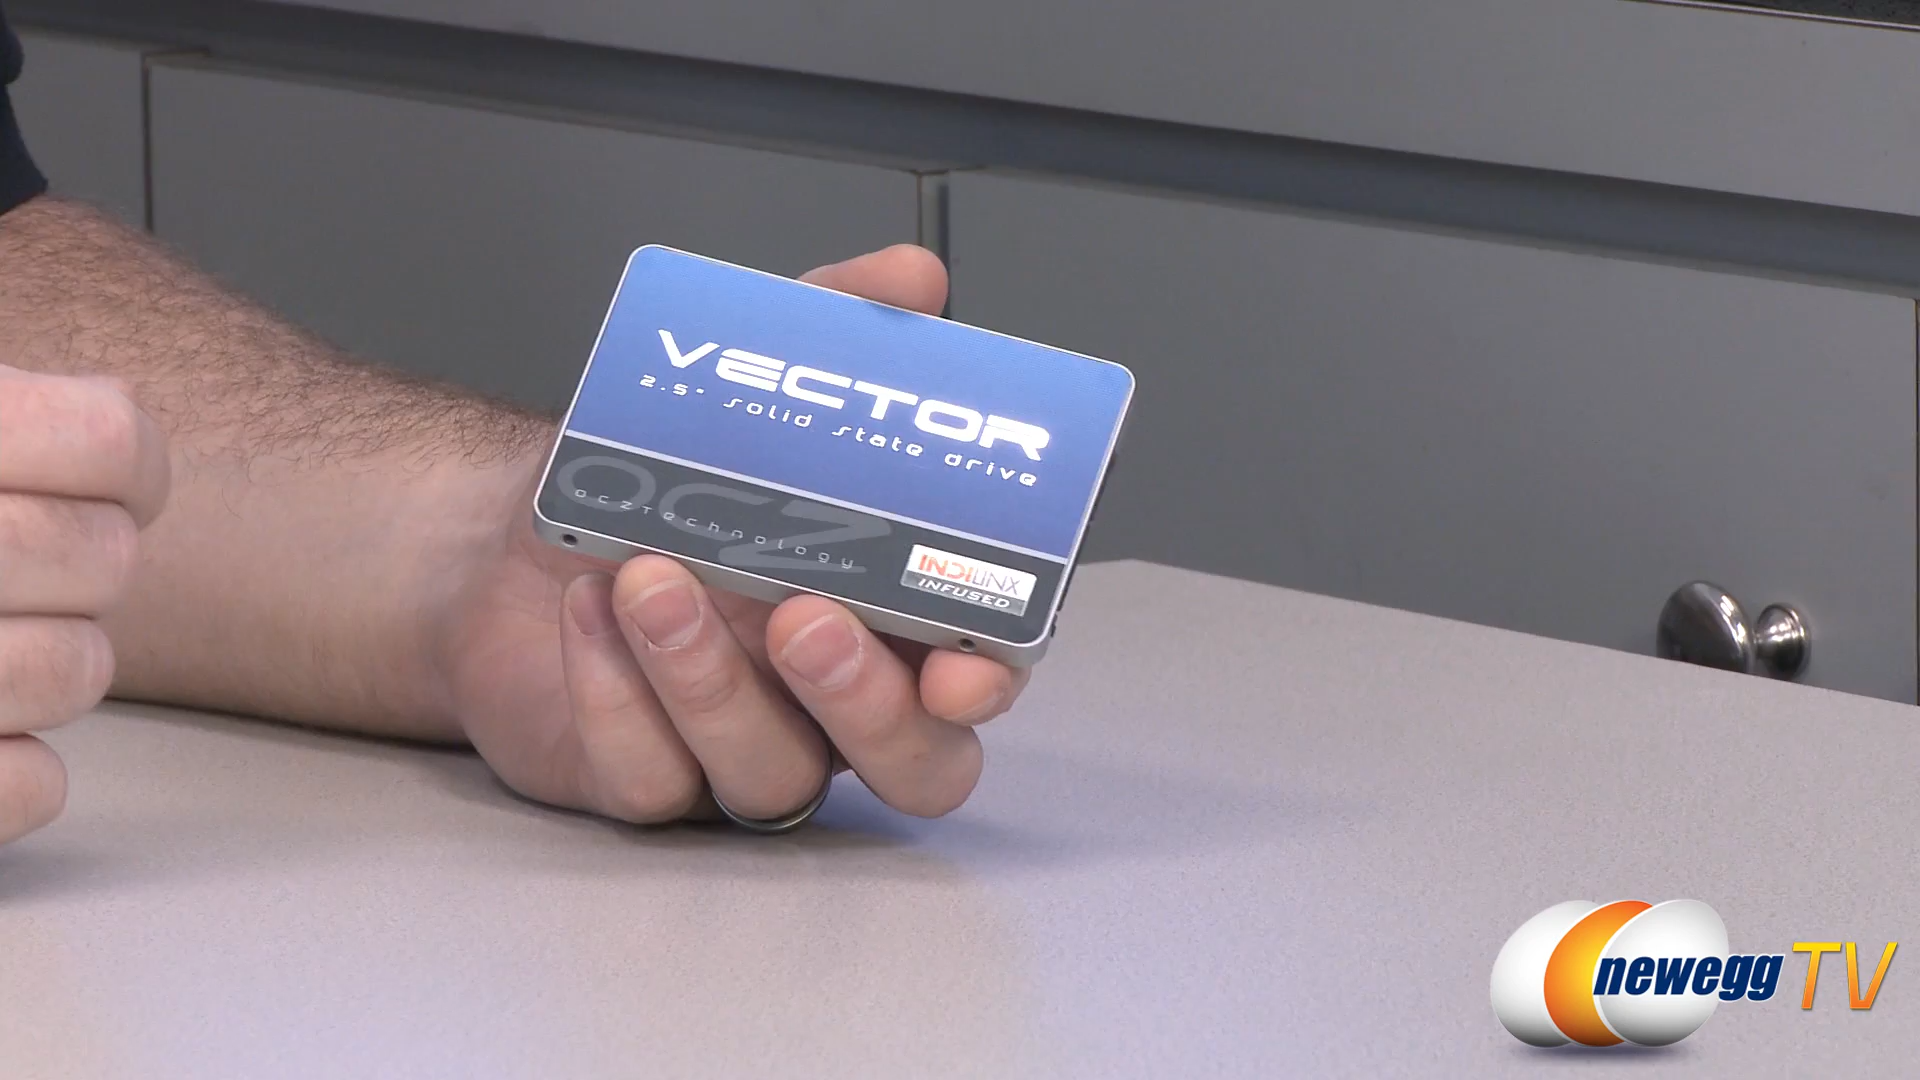 VECTOR
2.5" solid state drive
OCZ
OCZTechnology
INDILINX
INFUSED
newegg TV